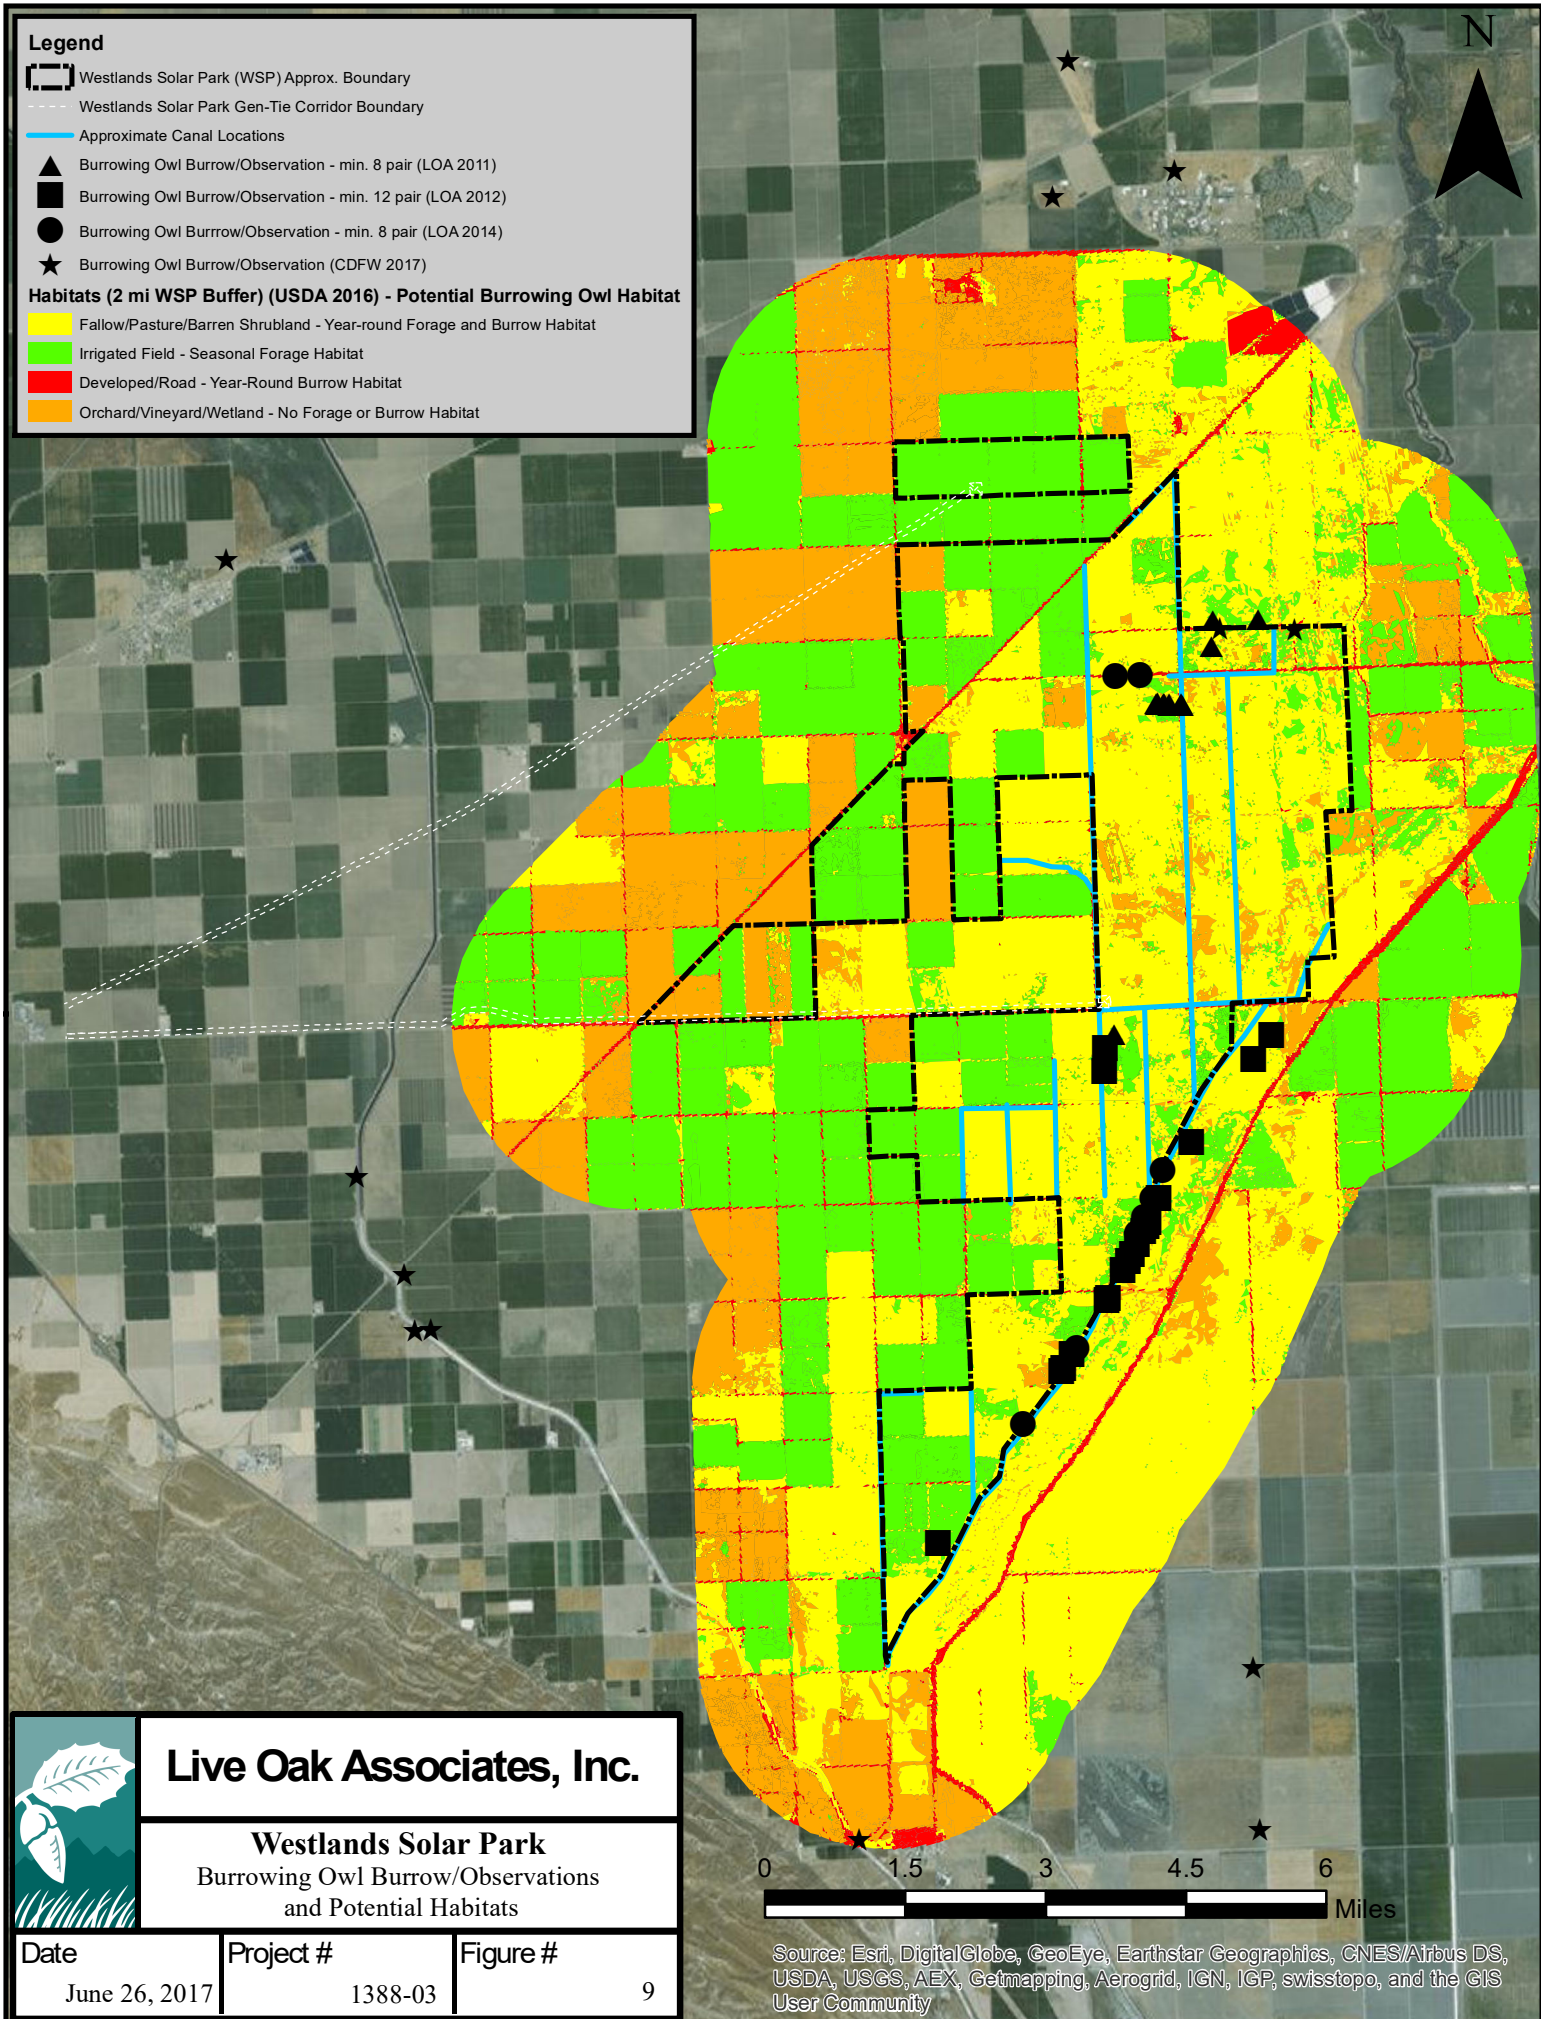 Legend
Westlands Solar Park (WSP) Approx. Boundary
Westlands Solar Park Gen-Tie Corridor Boundary
Approximate Canal Locations
Burrowing Owl Burrow/Observation - min. 8 pair (LOA 2011)
Burrowing Owl Burrow/Observation - min. 12 pair (LOA 2012)
Burrowing Owl Burrrow/Observation - min. 8 pair (LOA 2014)
Burrowing Owl Burrow/Observation (CDFW 2017)
Habitats (2 mi WSP Buffer) (USDA 2016) - Potential Burrowing Owl Habitat
Fallow/Pasture/Barren Shrubland - Year-round Forage and Burrow Habitat
Irrigated Field - Seasonal Forage Habitat
Developed/Road - Year-Round Burrow Habitat
Orchard/Vineyard/Wetland - No Forage or Burrow Habitat
N
Live Oak Associates, Inc.
Westlands Solar Park
Burrowing Owl Burrow/Observations
and Potential Habitats
Date
June 26, 2017
Project #
1388-03
Figure #
9
0 1.5 3 4.5 6
Miles
Source: Esri, DigitalGlobe, GeoEye, Earthstar Geographics, CNES/Airbus DS,
USDA, USGS, AEX, Getmapping, Aerogrid, IGN, IGP, swisstopo, and the GIS
User Community